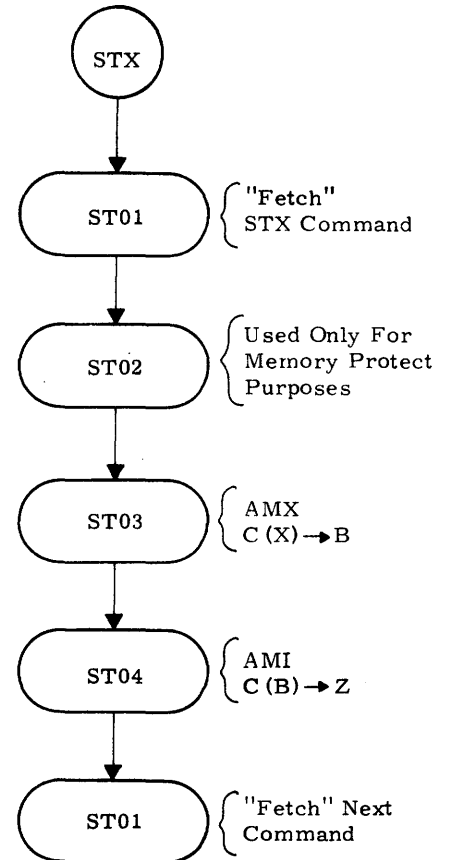 STX
ST01
"Fetch"
STX Command
ST02
Used Only For
Memory Protect
Purposes
ST03
AMX
C (X) → B
ST04
AMI
C (B) → Z
ST01
"Fetch" Next
Command